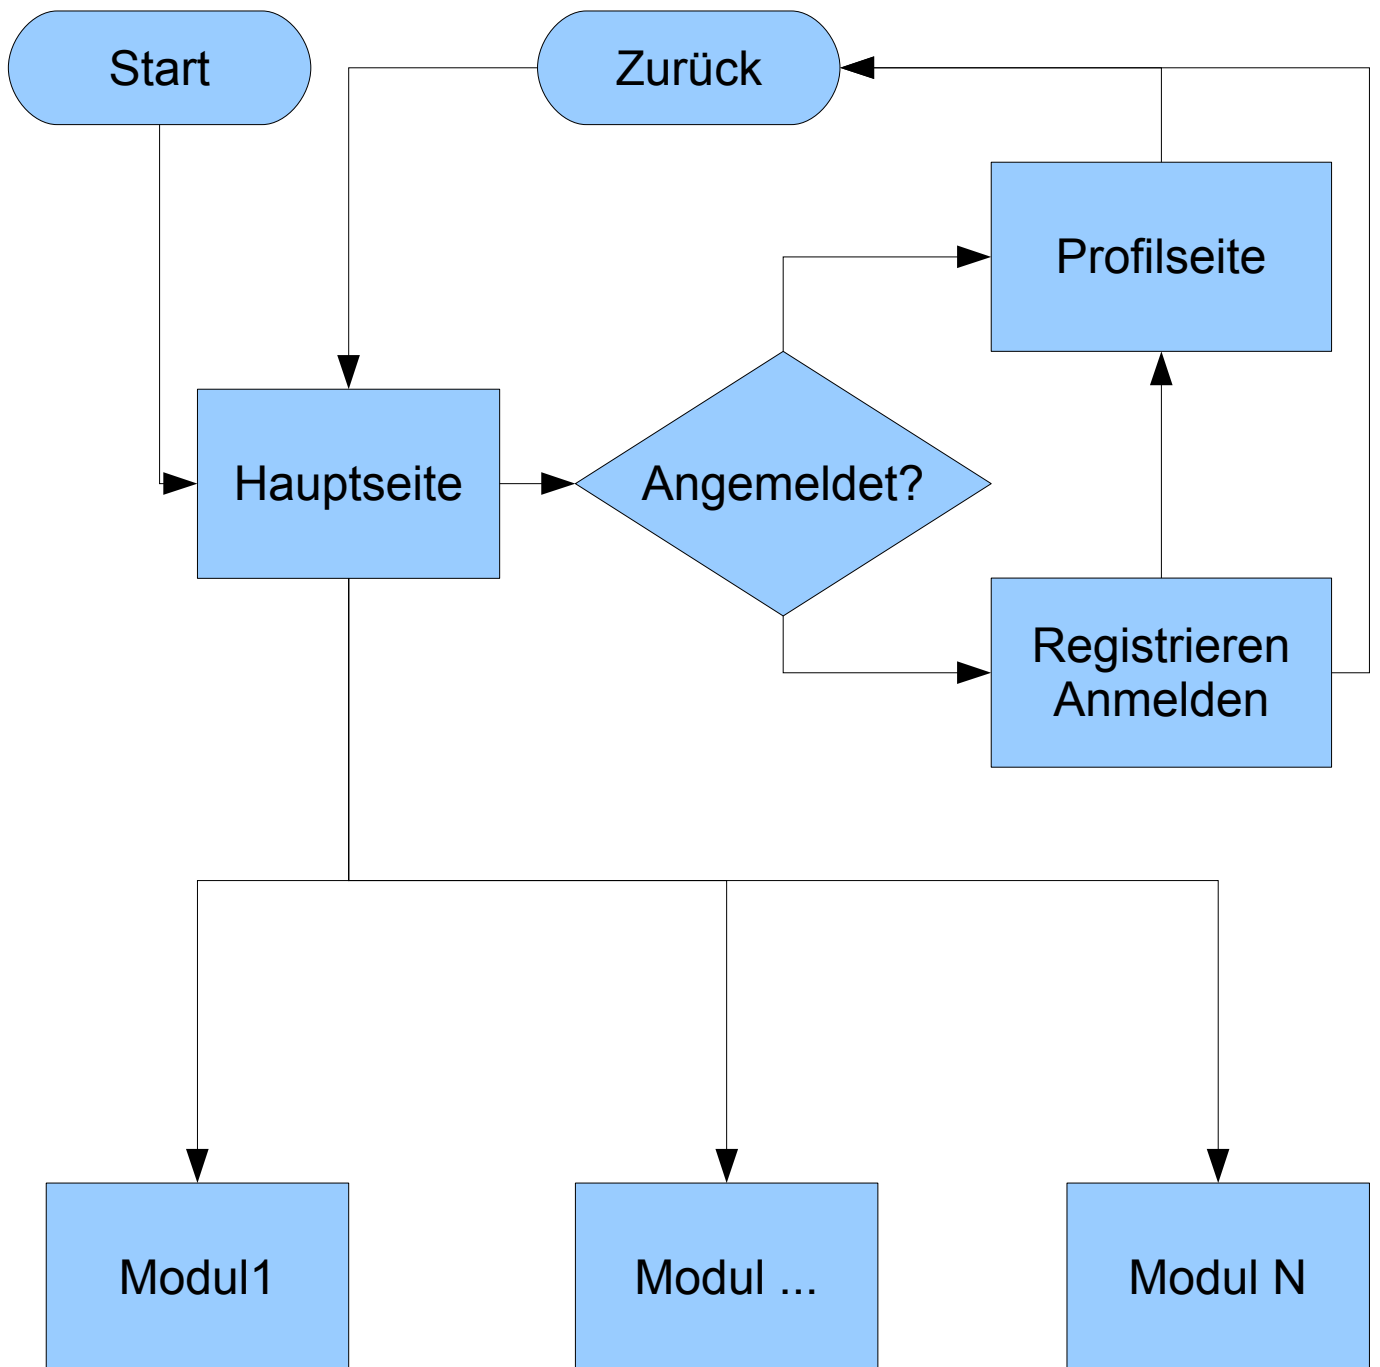 Start
Zurück
Profilseite
Hauptseite
Angemeldet?
Registrieren
Anmelden
Modul1
Modul ...
Modul N